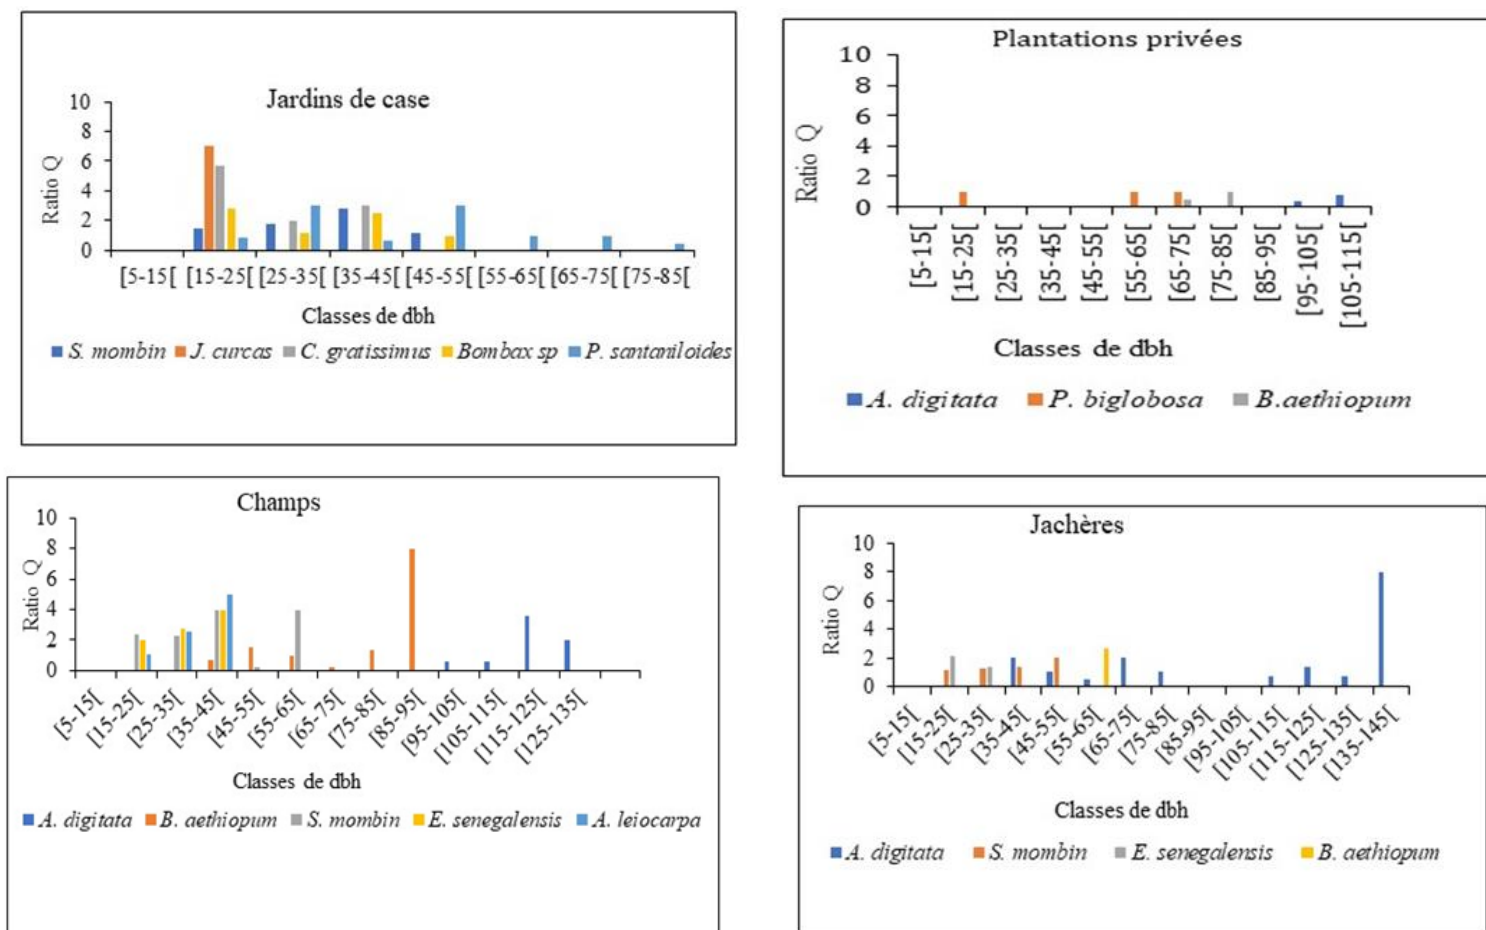 Jardins de case
10
8
6
4
2
0
Ratio Q
[5-15[ [15-25[ [25-35[ [35-45[ [45-55[ [55-65[ [65-75[ [75-85[
Classes de dbh
S. mombin J. curcas C. gratissimus Bombax sp P. santaniloides
Plantations privées
10
8
6
4
2
0
Ratio Q
[5-15[ [15-25[ [25-35[ [35-45[ [45-55[ [55-65[ [65-75[ [75-85[ [85-95[ [95-105[ [105-115[
Classes de dbh
A. digitata P. biglobosa B.aethiopum
Champs
10
8
6
4
2
0
Ratio Q
[5-15[ [15-25[ [25-35[ [35-45[ [45-55[ [55-65[ [65-75[ [75-85[ [85-95[ [95-105[ [105-115[ [115-125[ [125-135[
Classes de dbh
A. digitata B. aethiopum S. mombin E. senegalensis A. leiocarpa
Jachères
10
8
6
4
2
0
Ratio Q
[5-15[ [15-25[ [25-35[ [35-45[ [45-55[ [55-65[ [65-75[ [75-85[ [85-95[ [95-105[ [105-115[ [115-125[ [125-135[ [135-145[
Classes de dbh
A. digitata S. mombin E. senegalensis B. aethiopum